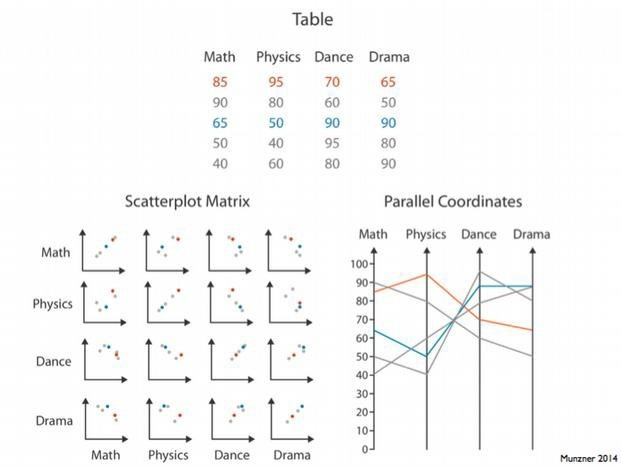 Table
Math Physics Dance Drama
85 95 70 65
90 80 60 50
65 50 90 90
50 40 95 80
40 60 80 90
Scatterplot Matrix
Math
Physics
Dance
Drama
Math Physics Dance Drama
Parallel Coordinates
Math Physics Dance Drama
100
90
80
70
60
50
40
30
20
10
0
Munzner 2014